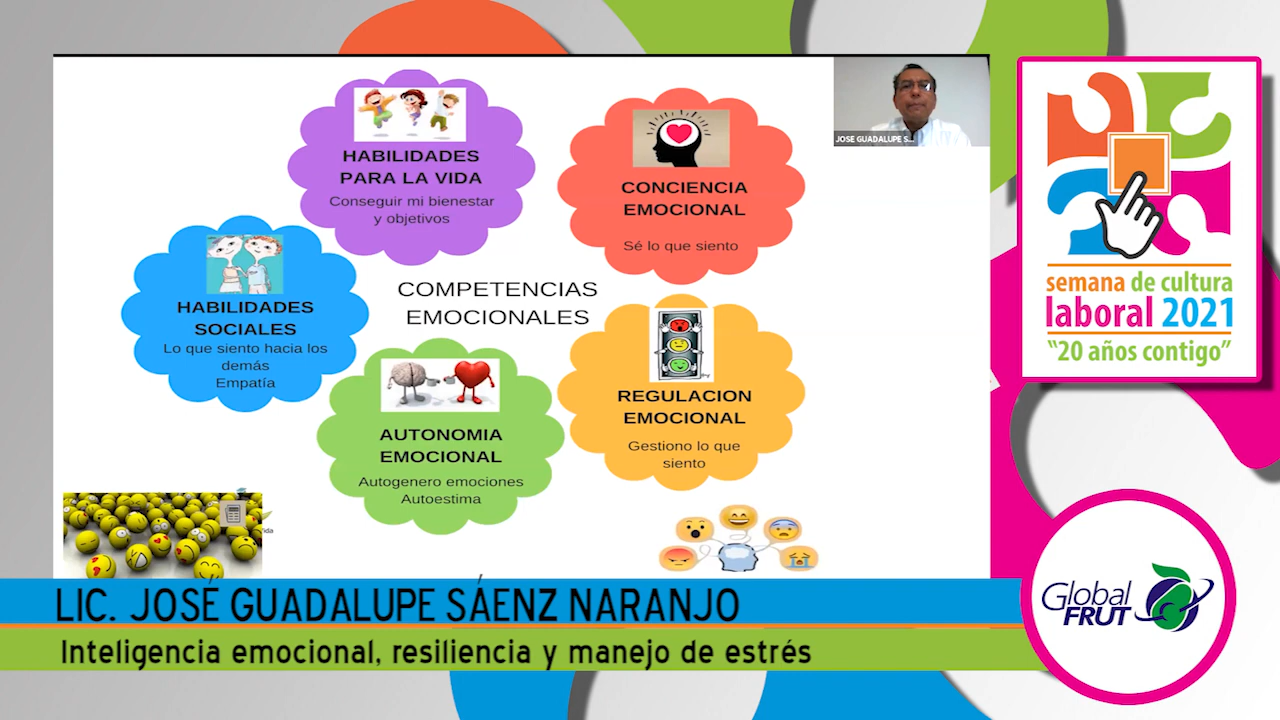 HABILIDADES
PARA LA VIDA
Conseguir mi bienestar
y objetivos
CONCIENCIA
EMOCIONAL
Sé lo que siento
JOSE GUADALUPE S...
HABILIDADES
SOCIALES
Lo que siento hacia los
demás
Empatía
COMPETENCIAS
EMOCIONALES
REGULACION
EMOCIONAL
Gestiono lo que
siento
AUTONOMIA
EMOCIONAL
Autogenero emociones
Autoestima
semana de cultura
laboral 2021
"20 años contigo"
LIC. JOSÉ GUADALUPE SÁENZ NARANJO
Inteligencia emocional, resiliencia y manejo de estrés
Global
FRUT